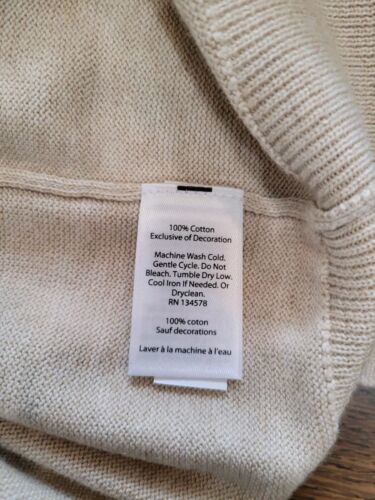 100% Cotton
Exclusive of Decoration
Machine Wash Cold.
Gentle Cycle. Do Not
Bleach. Tumble Dry Low.
Cool Iron If Needed. Or
Dryclean.
RN 134578
100% coton
Sauf decorations
Laver à la machine à l'eau